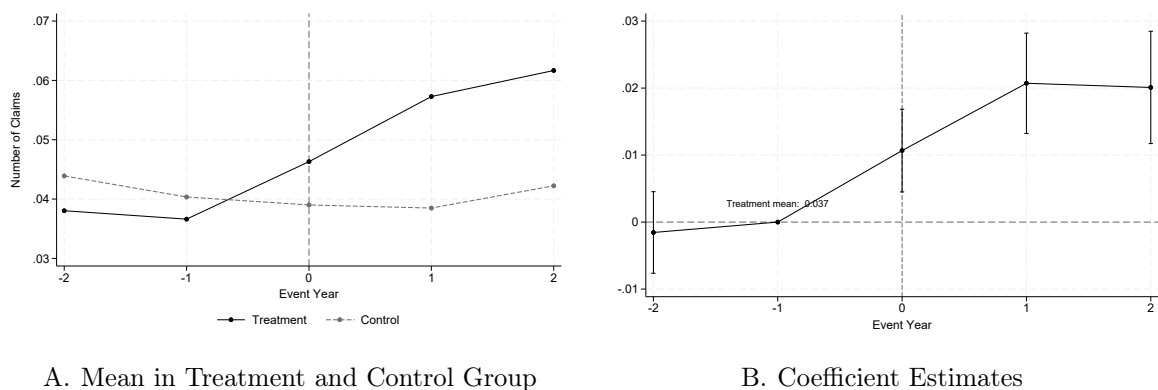 .07
.06
.05
.04
.03
Number of Claims
-2 -1 0 1 2
Event Year
Treatment Control
A. Mean in Treatment and Control Group
.03
.02
.01
0
-.01
Treatment mean: 0.037
-2 -1 0 1 2
Event Year
B. Coefficient Estimates